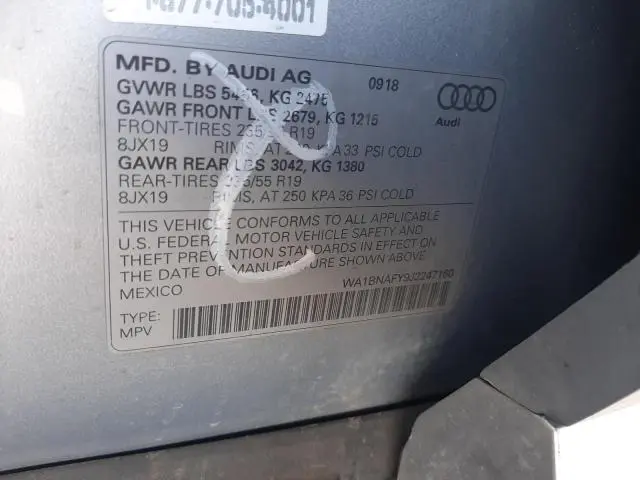 MFD. BY AUDI AG 0918
GVWR LBS KG 2475
GAWR FRONT LBS 2679, KG 1215
FRONT-TIRES R19
8JX19 RIMS, AT KPA 33 PSI COLD
GAWR REAR LBS 3042, KG 1380
REAR-TIRES 235/55 R19
8JX19 RIMS, AT 250 KPA 36 PSI COLD
Audi
THIS VEHICLE CONFORMS TO ALL APPLICABLE
U.S. FEDERAL MOTOR VEHICLE SAFETY AND
THEFT PREVENTION STANDARDS IN EFFECT ON
THE DATE OF MANUFACTURE SHOWN ABOVE
MEXICO
WA1BNAFY9J2247160
TYPE:
MPV